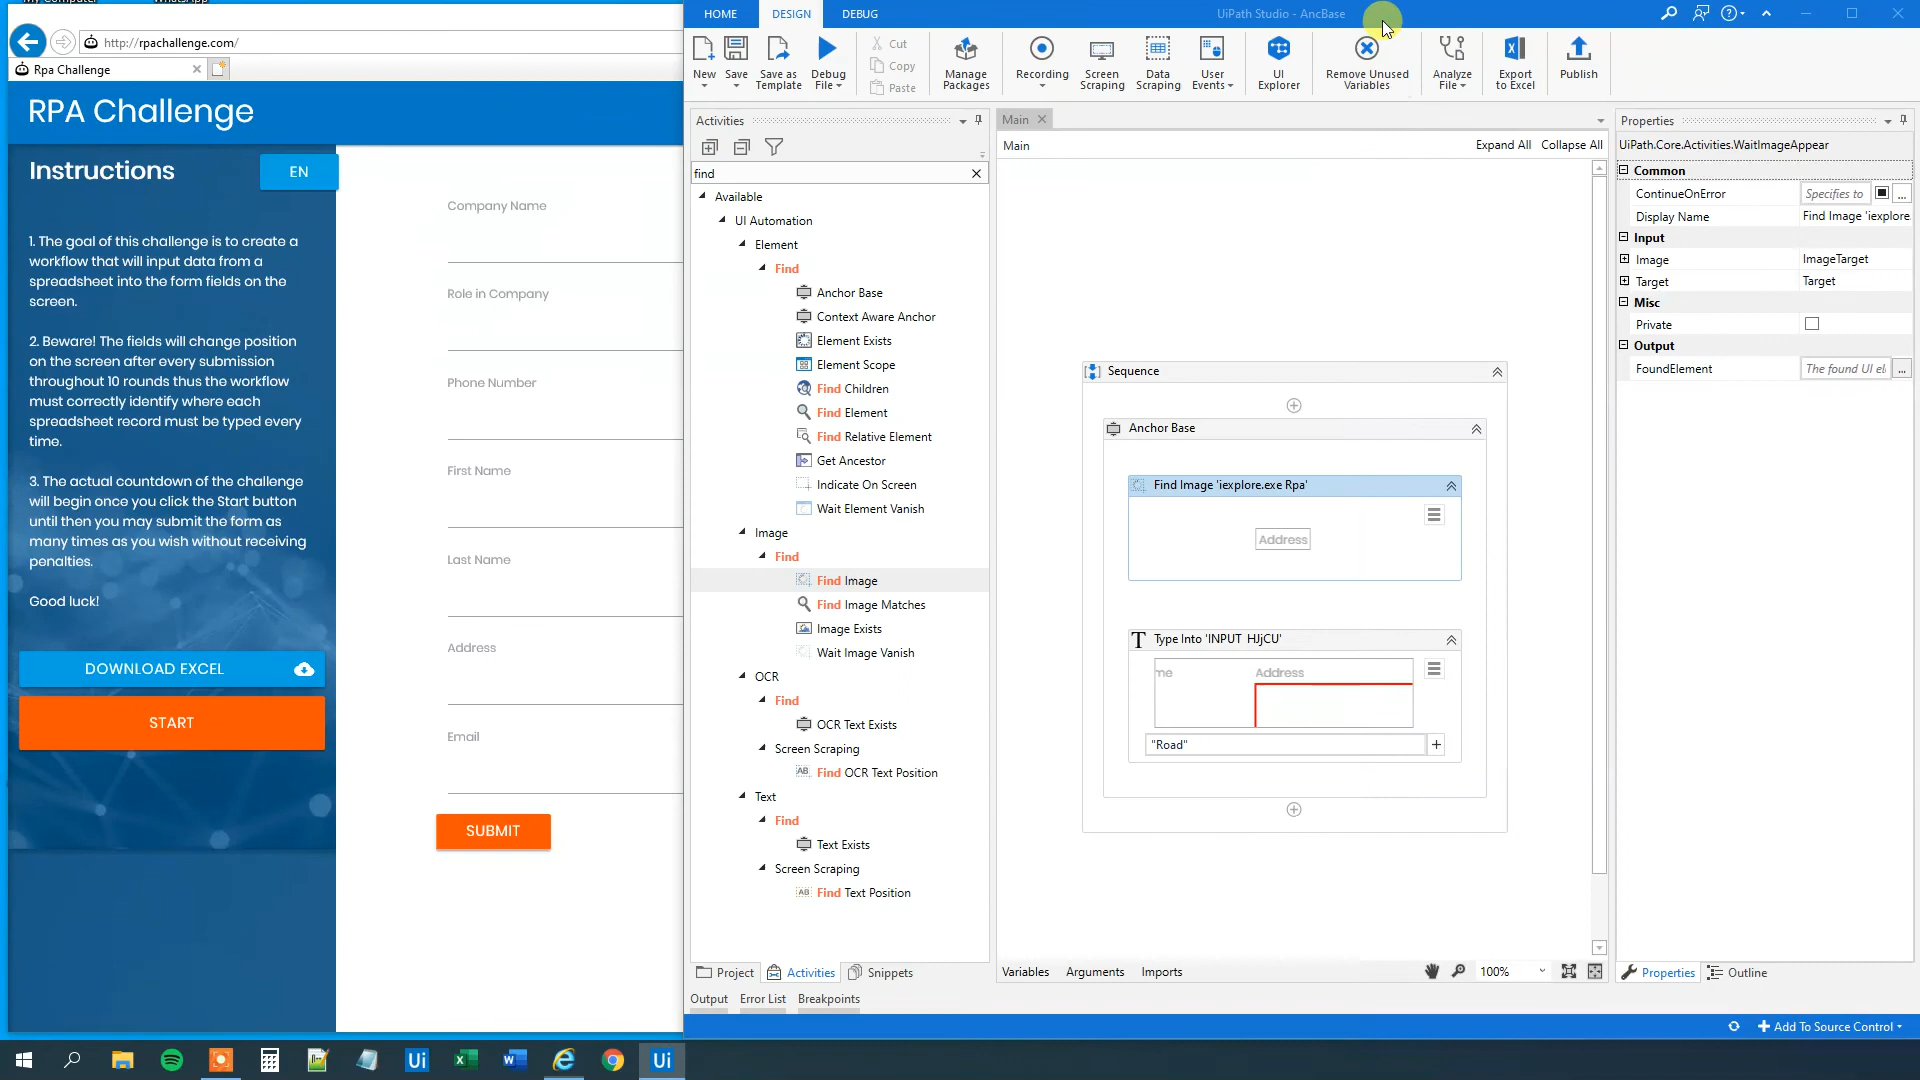 http://rpachallenge.com/
Rpa Challenge
RPA Challenge
Instructions
EN
1. The goal of this challenge is to create a
workflow that will input data from a
spreadsheet into the form fields on the
screen.
2. Beware! The fields will change position
on the screen after every submission
throughout 10 rounds thus the workflow
must correctly identify where each
spreadsheet record must be typed every
time.
3. The actual countdown of the challenge
will begin once you click the Start button
until then you may submit the form as
many times as you wish without receiving
penalties.
Good luck!
DOWNLOAD EXCEL
START
Company Name
Role in Company
Phone Number
First Name
Last Name
Address
Email
SUBMIT
HOME
DESIGN
DEBUG
UiPath Studio - AncBase
New
Save
Save as
Template
Debug
File
Cut
Copy
Paste
Manage
Packages
Recording
Screen
Scraping
Data
Scraping
User
Events
UI
Explorer
Remove Unused
Variables
Analyze
File
Export
to Excel
Publish
Activities
find
Available
UI Automation
Element
Find
Anchor Base
Context Aware Anchor
Element Exists
Element Scope
Find Children
Find Element
Find Relative Element
Get Ancestor
Indicate On Screen
Wait Element Vanish
Image
Find
Find Image
Find Image Matches
Image Exists
Wait Image Vanish
OCR
Find
OCR Text Exists
Screen Scraping
Find OCR Text Position
Text
Find
Text Exists
Screen Scraping
Find Text Position
Project
Activities
Snippets
Output
Error List
Breakpoints
Main
Main
Expand All
Collapse All
Sequence
Anchor Base
Find Image 'iexplore.exe Rpa'
Address
Type Into 'INPUT HJjCU'
me
Address
"Road"
Variables
Arguments
Imports
100%
Properties
UiPath.Core.Activities.WaitImageAppear
Common
ContinueOnError
Specifies to
...
Display Name
Find Image 'iexplore.
Input
Image
ImageTarget
Target
Target
Misc
Private
Output
FoundElement
The found UI el
...
Properties
Outline
Add To Source Control
Ui
Ui